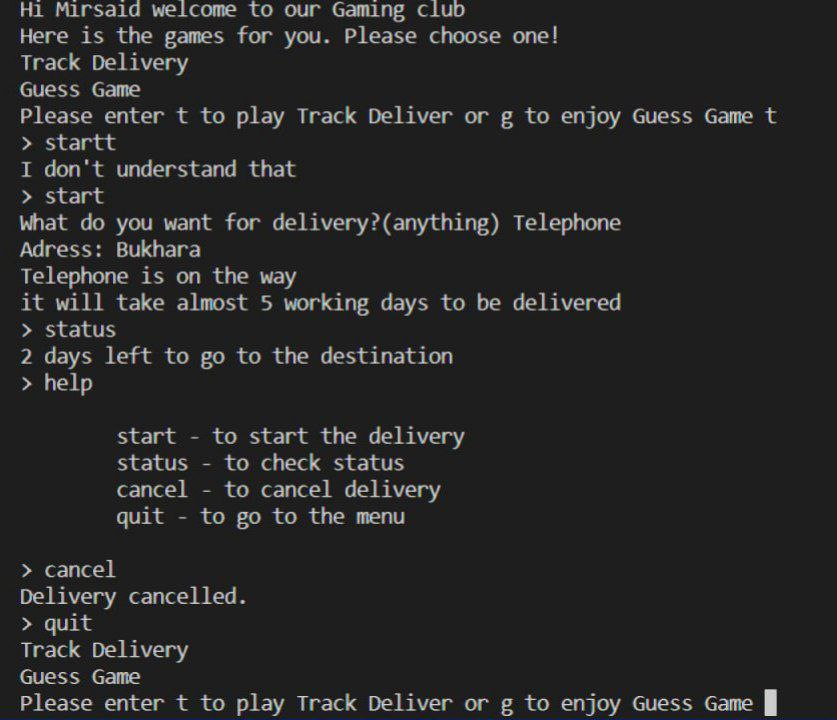 Hi Mirsaid welcome to our Gaming club
Here is the games for you. Please choose one!
Track Delivery
Guess Game
Please enter t to play Track Deliver or g to enjoy Guess Game t
> startt
I don't understand that
> start
What do you want for delivery?(anything) Telephone
Adress: Bukhara
Telephone is on the way
it will take almost 5 working days to be delivered
> status
2 days left to go to the destination
> help
start - to start the delivery
status - to check status
cancel - to cancel delivery
quit - to go to the menu
> cancel
Delivery cancelled.
> quit
Track Delivery
Guess Game
Please enter t to play Track Deliver or g to enjoy Guess Game